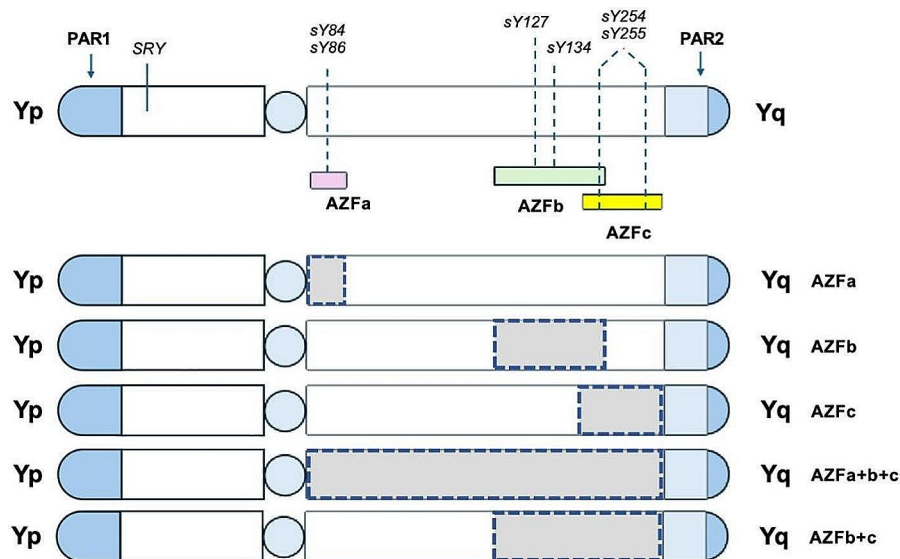 sY84
sY86
sY127
sY134
sY254
sY255
PAR1
SRY
PAR2
Yp
Yq
AZFa
AZFb
AZFc
Yp
Yq
AZFa
Yp
Yq
AZFb
Yp
Yq
AZFc
Yp
Yq
AZFa+b+c
Yp
Yq
AZFb+c